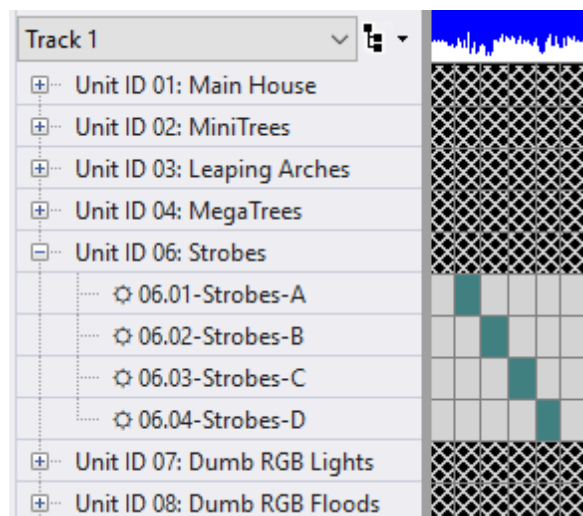 Track 1
Unit ID 01: Main House
Unit ID 02: MiniTrees
Unit ID 03: Leaping Arches
Unit ID 04: MegaTrees
Unit ID 06: Strobes
06.01-Strobes-A
06.02-Strobes-B
06.03-Strobes-C
06.04-Strobes-D
Unit ID 07: Dumb RGB Lights
Unit ID 08: Dumb RGB Floods